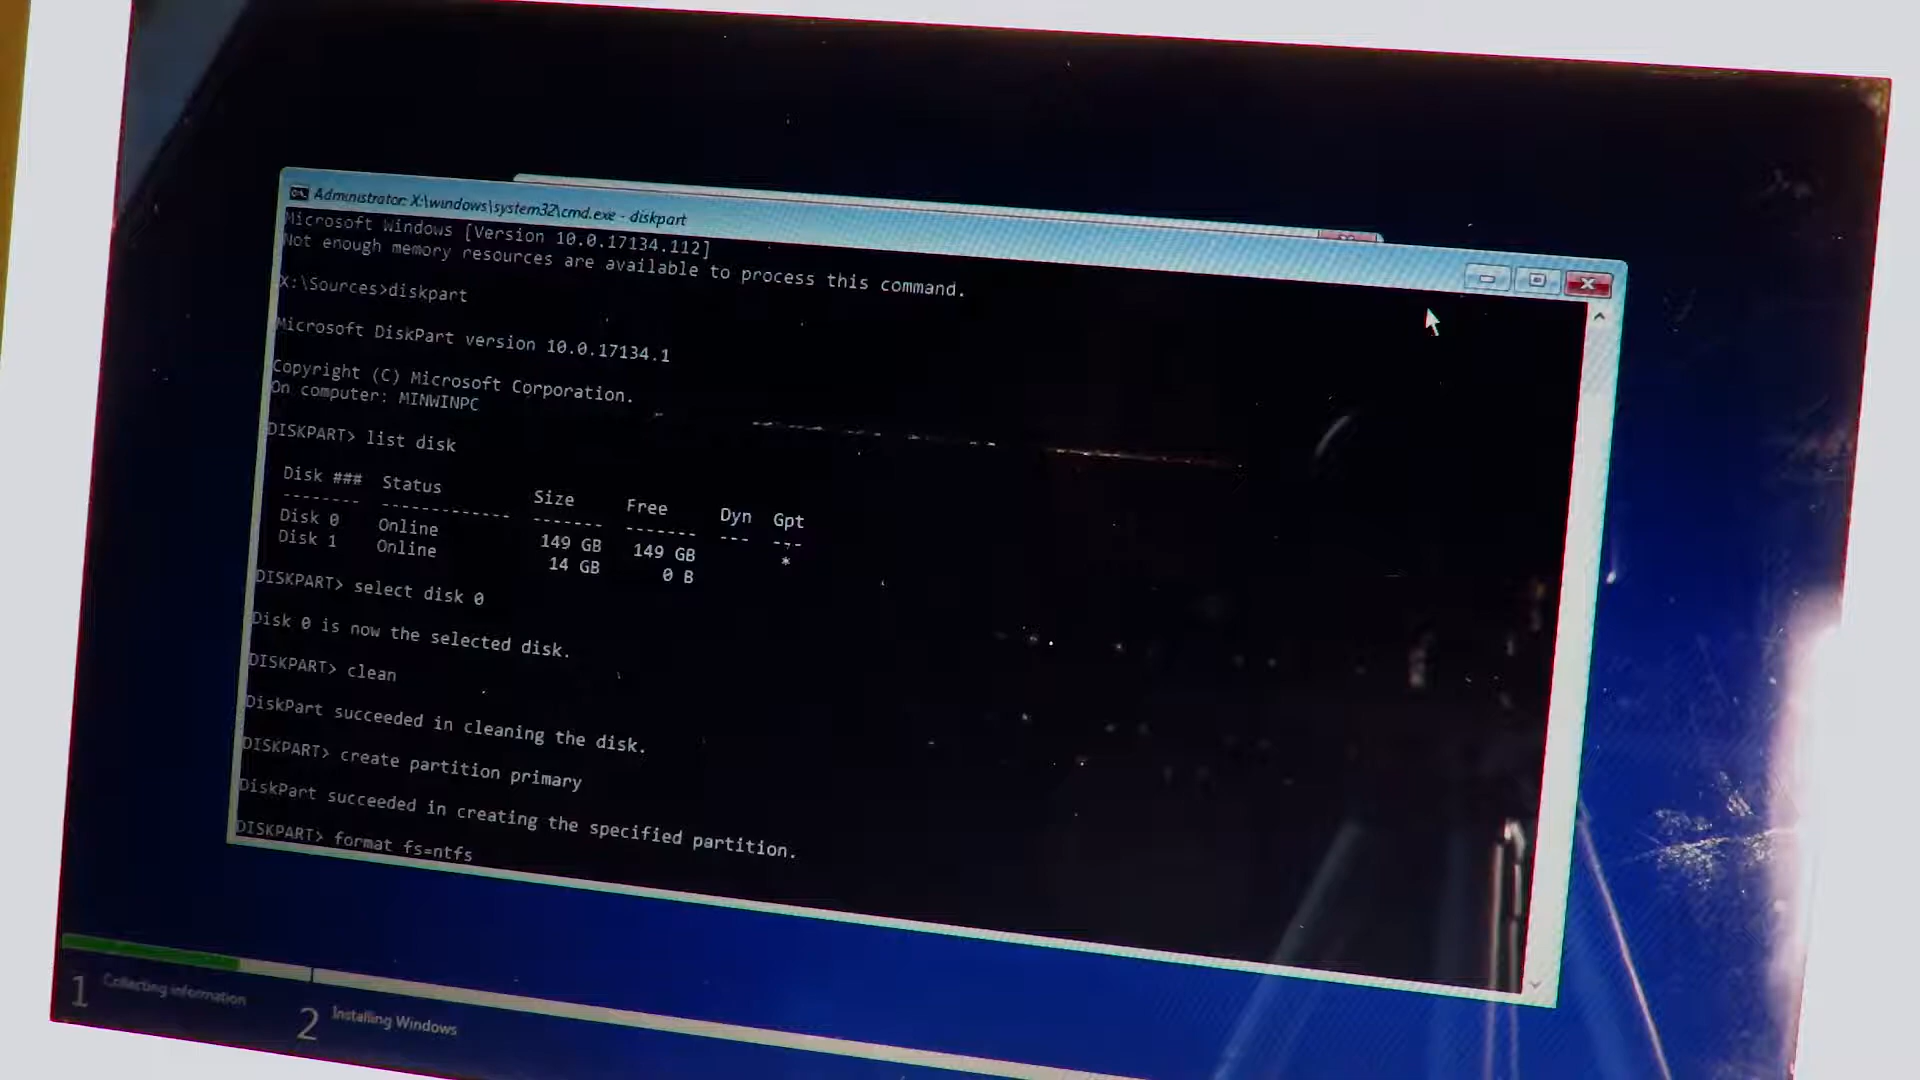 Administrator: X:\windows\system32\cmd.exe - diskpart
Microsoft Windows [Version 10.0.17134.112]
Not enough memory resources are available to process this command.
X:\Sources>diskpart
Microsoft DiskPart version 10.0.17134.1
Copyright (C) Microsoft Corporation.
On computer: MINWINPC
DISKPART> list disk
Disk ### Status Size Free Dyn Gpt
-------- ------------- ------- ------- --- ---
Disk 0 Online 149 GB 149 GB *
Disk 1 Online 14 GB 0 B
DISKPART> select disk 0
Disk 0 is now the selected disk.
DISKPART> clean
DiskPart succeeded in cleaning the disk.
DISKPART> create partition primary
DiskPart succeeded in creating the specified partition.
DISKPART> format fs=ntfs
1 Collecting information
2 Installing Windows